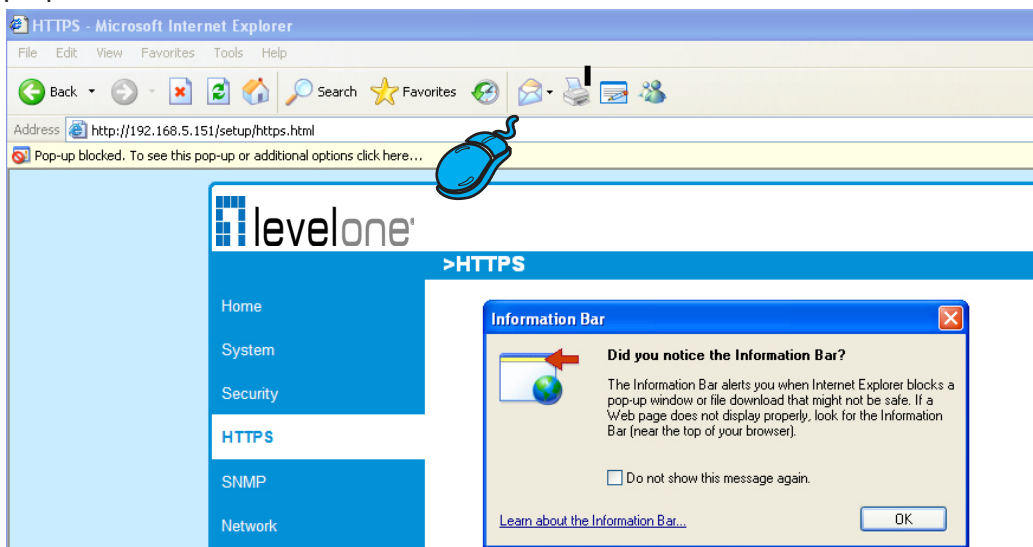 HTTPS - Microsoft Internet Explorer
File Edit View Favorites Tools Help
Back Search Favorites
Address http://192.168.5.151/setup/https.html
Pop-up blocked. To see this pop-up or additional options click here...
levelone
>HTTPS
Home
System
Security
HTTPS
SNMP
Network
Information Bar
Did you notice the Information Bar?
The Information Bar alerts you when Internet Explorer blocks a
pop-up window or file download that might not be safe. If a
Web page does not display properly, look for the Information
Bar (near the top of your browser).
Do not show this message again.
Learn about the Information Bar...
OK